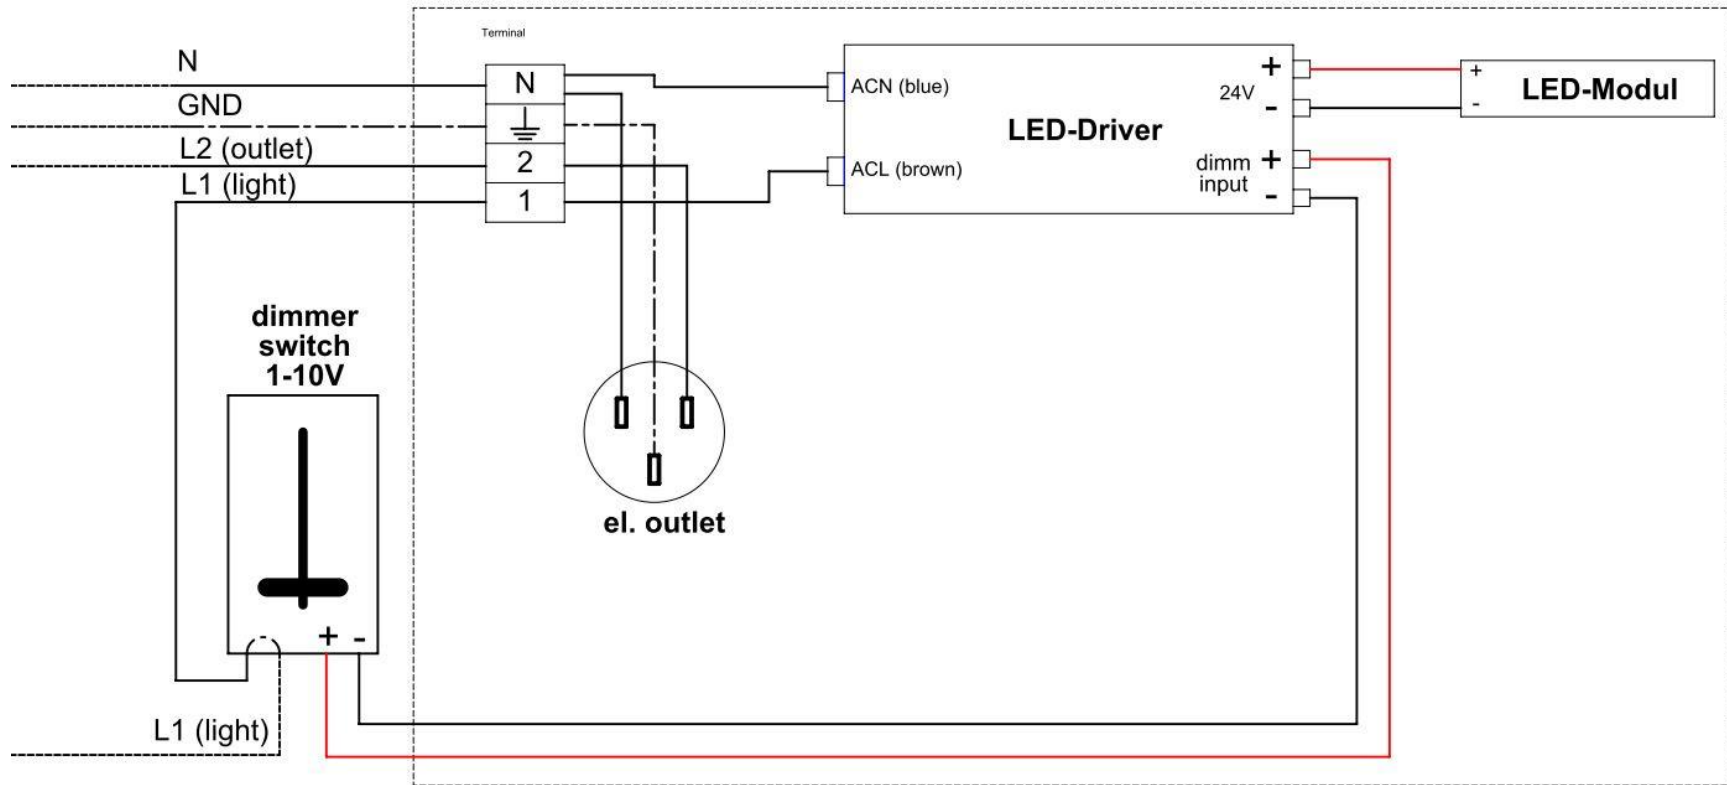 Terminal
N
GND
L2 (outlet)
L1 (light)
N
2
1
ACN (blue)
ACL (brown)
LED-Driver
24V
+
-
dimm
input
+
-
+
-
LED-Modul
dimmer
switch
1-10V
+ -
L1 (light)
el. outlet